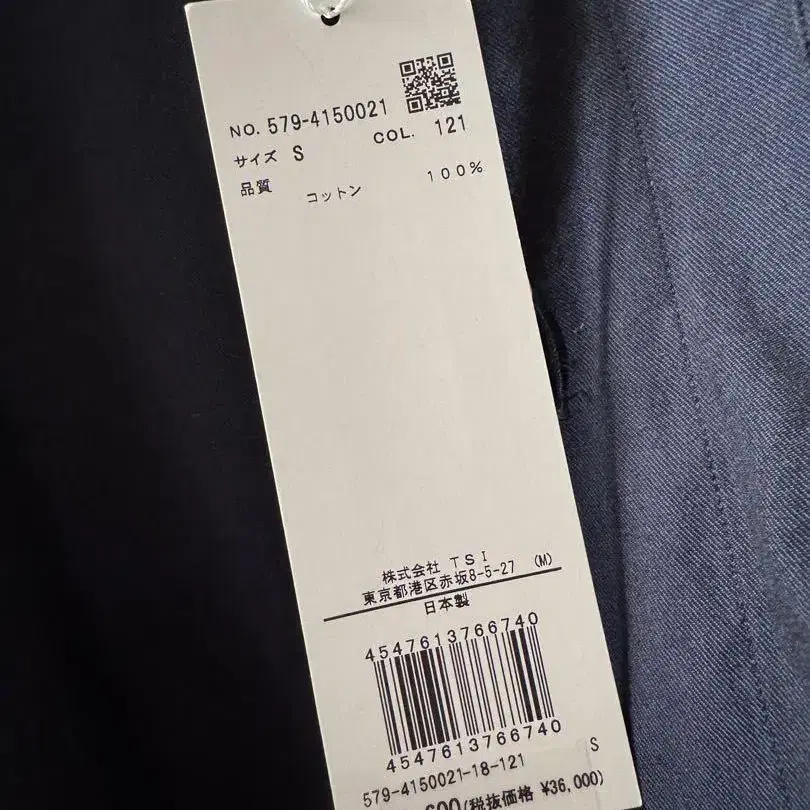 NO. 579-4150021
サイズ S COL. 121
品質 コットン 100%
株式会社 TSI
東京都港区赤坂8-5-27 (M)
日本製
4547613766740
4547613766740
S
579-4150021-18-121
600(税抜価格 ¥36,000)